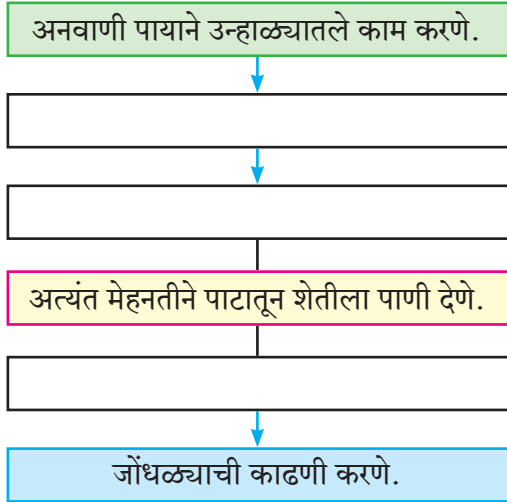 अनवाणी पायाने उन्हाळ्यातले काम करणे.
अत्यंत मेहनतीने पाटातून शेतीला पाणी देणे.
जोंधळ्याची काढणी करणे.